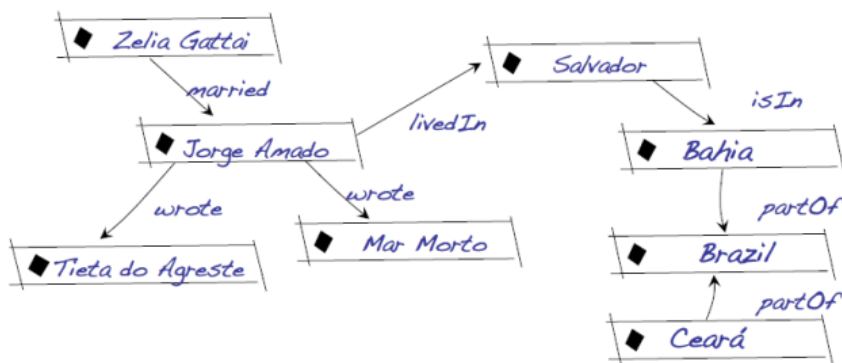 Zelia Gattai
married
Salvador
isIn
livedIn
Jorge Amado
Bahia
wrote
wrote
partOf
Tieta do Agreste
Mar Morto
Brazil
partOf
Ceará